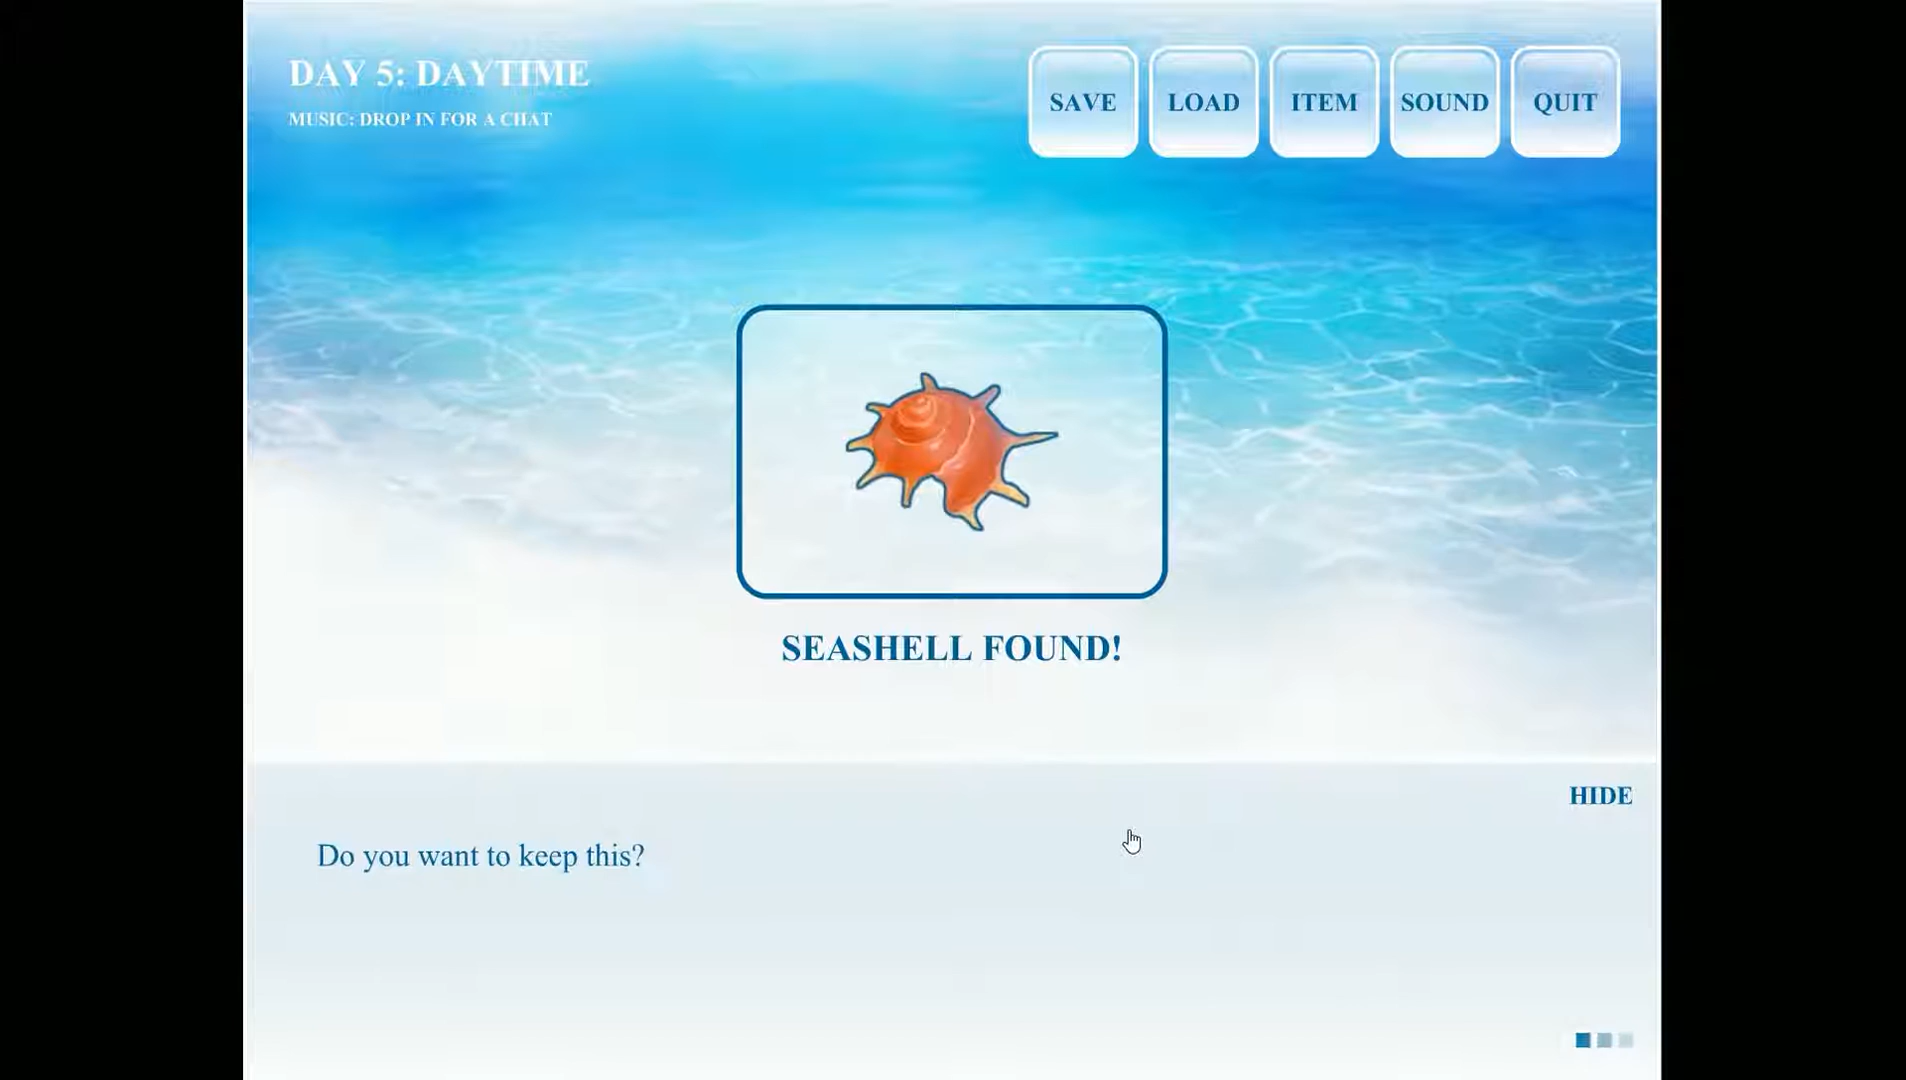 DAY 5: DAYTIME
MUSIC: DROP IN FOR A CHAT
SAVE
LOAD
ITEM
SOUND
QUIT
SEASHELL FOUND!
HIDE
Do you want to keep this?